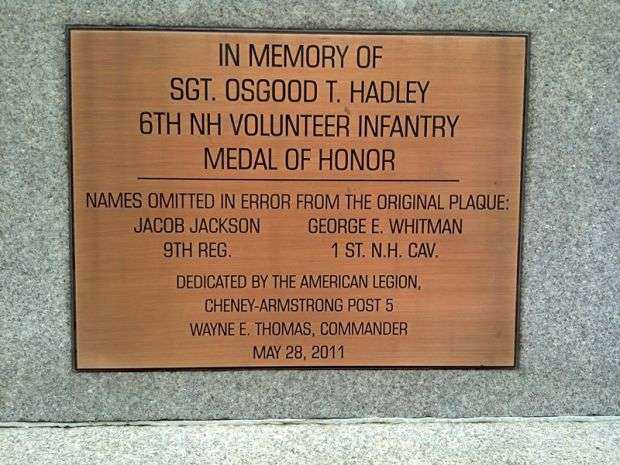 IN MEMORY OF
SGT. OSGOOD T. HADLEY
6TH NH VOLUNTEER INFANTRY
MEDAL OF HONOR
NAMES OMITTED IN ERROR FROM THE ORIGINAL PLAQUE:
JACOB JACKSON GEORGE E. WHITMAN
9TH REG. 1 ST. N.H. CAV.
DEDICATED BY THE AMERICAN LEGION,
CHENEY-ARMSTRONG POST 5
WAYNE E. THOMAS, COMMANDER
MAY 28, 2011